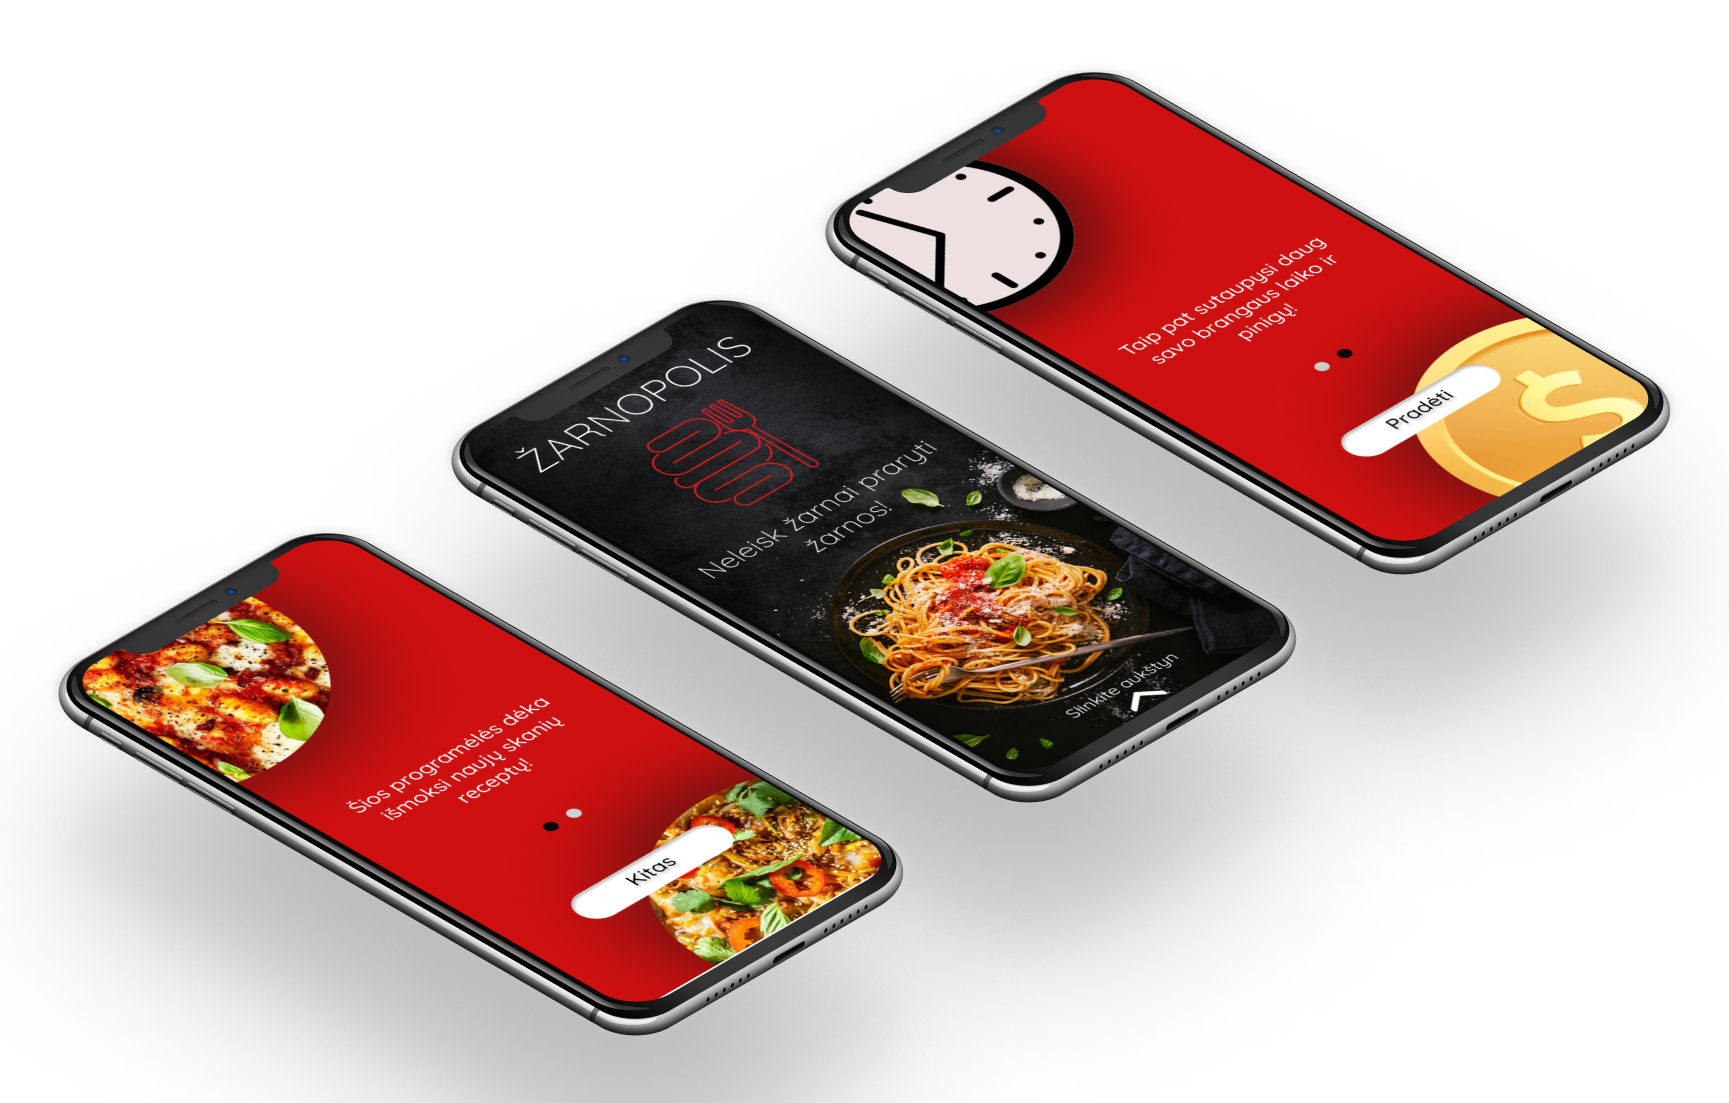 Šios programėlės dėka
išmoksi naujų skanių
receptų!
Kitas
ŽARNOPOLIS
Neleisk žarnai praryti
žarnos!
Slinkite aukštyn
Taip pat sutaupysi daug
savo brangaus laiko ir
pinigų!
Pradėti
$